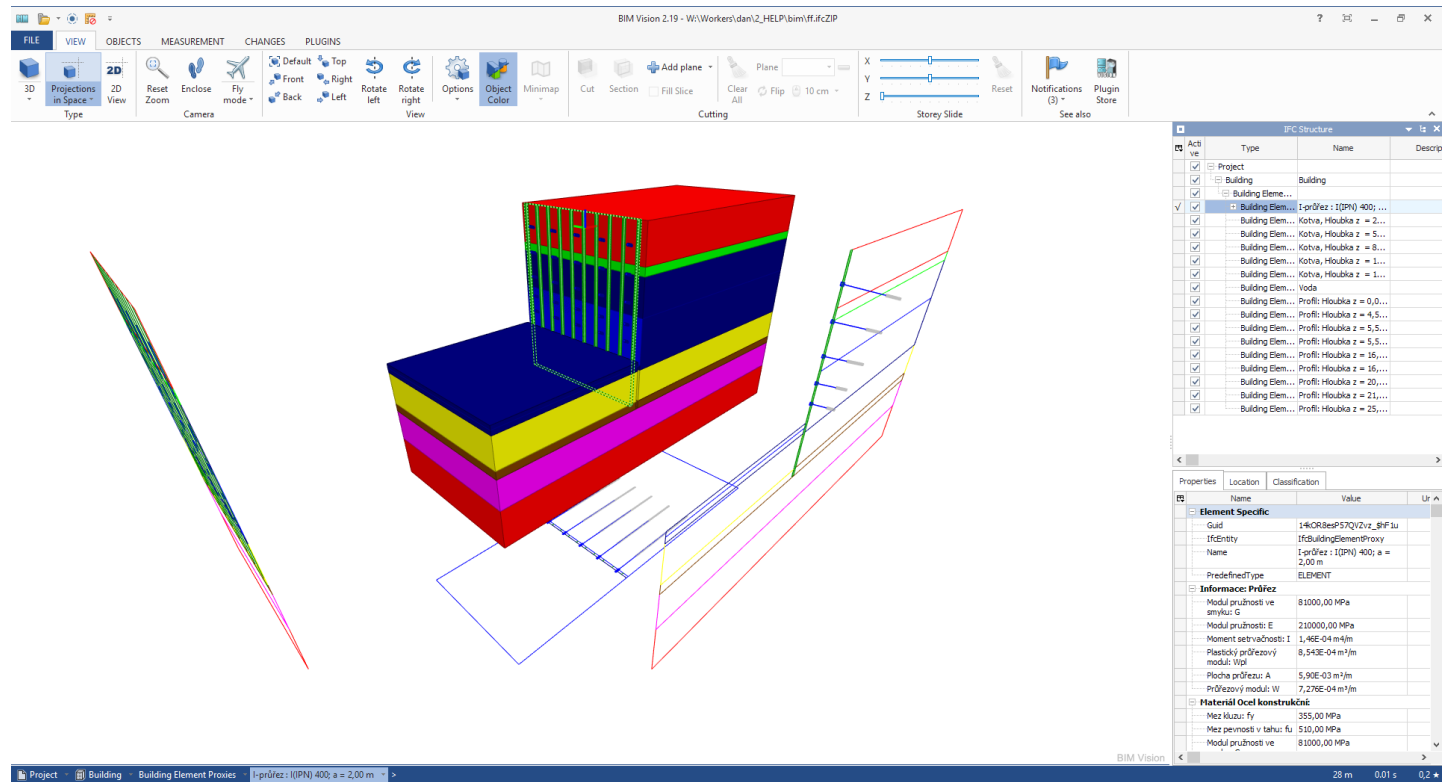 BIM Vision 2.19 - W:\Workers\dan\2_HELP\bim\ff.ifcZIP
FILE VIEW OBJECTS MEASUREMENT CHANGES PLUGINS
3D
Projections in Space
2D
2D View
Type
Reset Zoom
Enclose
Fly mode
Camera
Default Top
Front Right
Back Left
Rotate left
Rotate right
Options
Object Color
Minimap
View
Cut
Section
Add plane
Fill Slice
Clear All
Plane
Flip 10 cm
Cutting
X
Y
Z
Reset
Storey Slide
Notifications (3)
Plugin Store
See also
IFC Structure
Active Type Name Descrip
Project
Building Building
Building Eleme...
Building Elem... I-průřez : I(IPN) 400; ...
Building Elem... Kotva, Hloubka z = 2...
Building Elem... Kotva, Hloubka z = 5...
Building Elem... Kotva, Hloubka z = 8...
Building Elem... Kotva, Hloubka z = 1...
Building Elem... Kotva, Hloubka z = 1...
Building Elem... Voda
Building Elem... Profil: Hloubka z = 0,0...
Building Elem... Profil: Hloubka z = 4,5...
Building Elem... Profil: Hloubka z = 5,5...
Building Elem... Profil: Hloubka z = 5,5...
Building Elem... Profil: Hloubka z = 16,...
Building Elem... Profil: Hloubka z = 16,...
Building Elem... Profil: Hloubka z = 20,...
Building Elem... Profil: Hloubka z = 21,...
Building Elem... Profil: Hloubka z = 25,...
Properties Location Classification
Name Value Ur
Element Specific
Guid 14kOR8esP57QVZvz_$hF1u
IfcEntity IfcBuildingElementProxy
Name I-průřez : I(IPN) 400; a =
2,00 m
PredefinedType ELEMENT
Informace: Průřez
Modul pružnosti ve
smyku: G 81000,00 MPa
Modul pružnosti: E 210000,00 MPa
Moment setrvačnosti: I 1,46E-04 m4/m
Plastický průřezový
modul: Wpl 8,543E-04 m³/m
Plocha průřezu: A 5,90E-03 m²/m
Průřezový modul: W 7,276E-04 m³/m
Materiál Ocel konstrukční:
Mez kluzu: fy 355,00 MPa
Mez pevnosti v tahu: fu 510,00 MPa
Modul pružnosti ve 81000,00 MPa
BIM Vision
Project Building Building Element Proxies I-průřez : I(IPN) 400; a = 2,00 m >
28 m 0.01 s 0,2